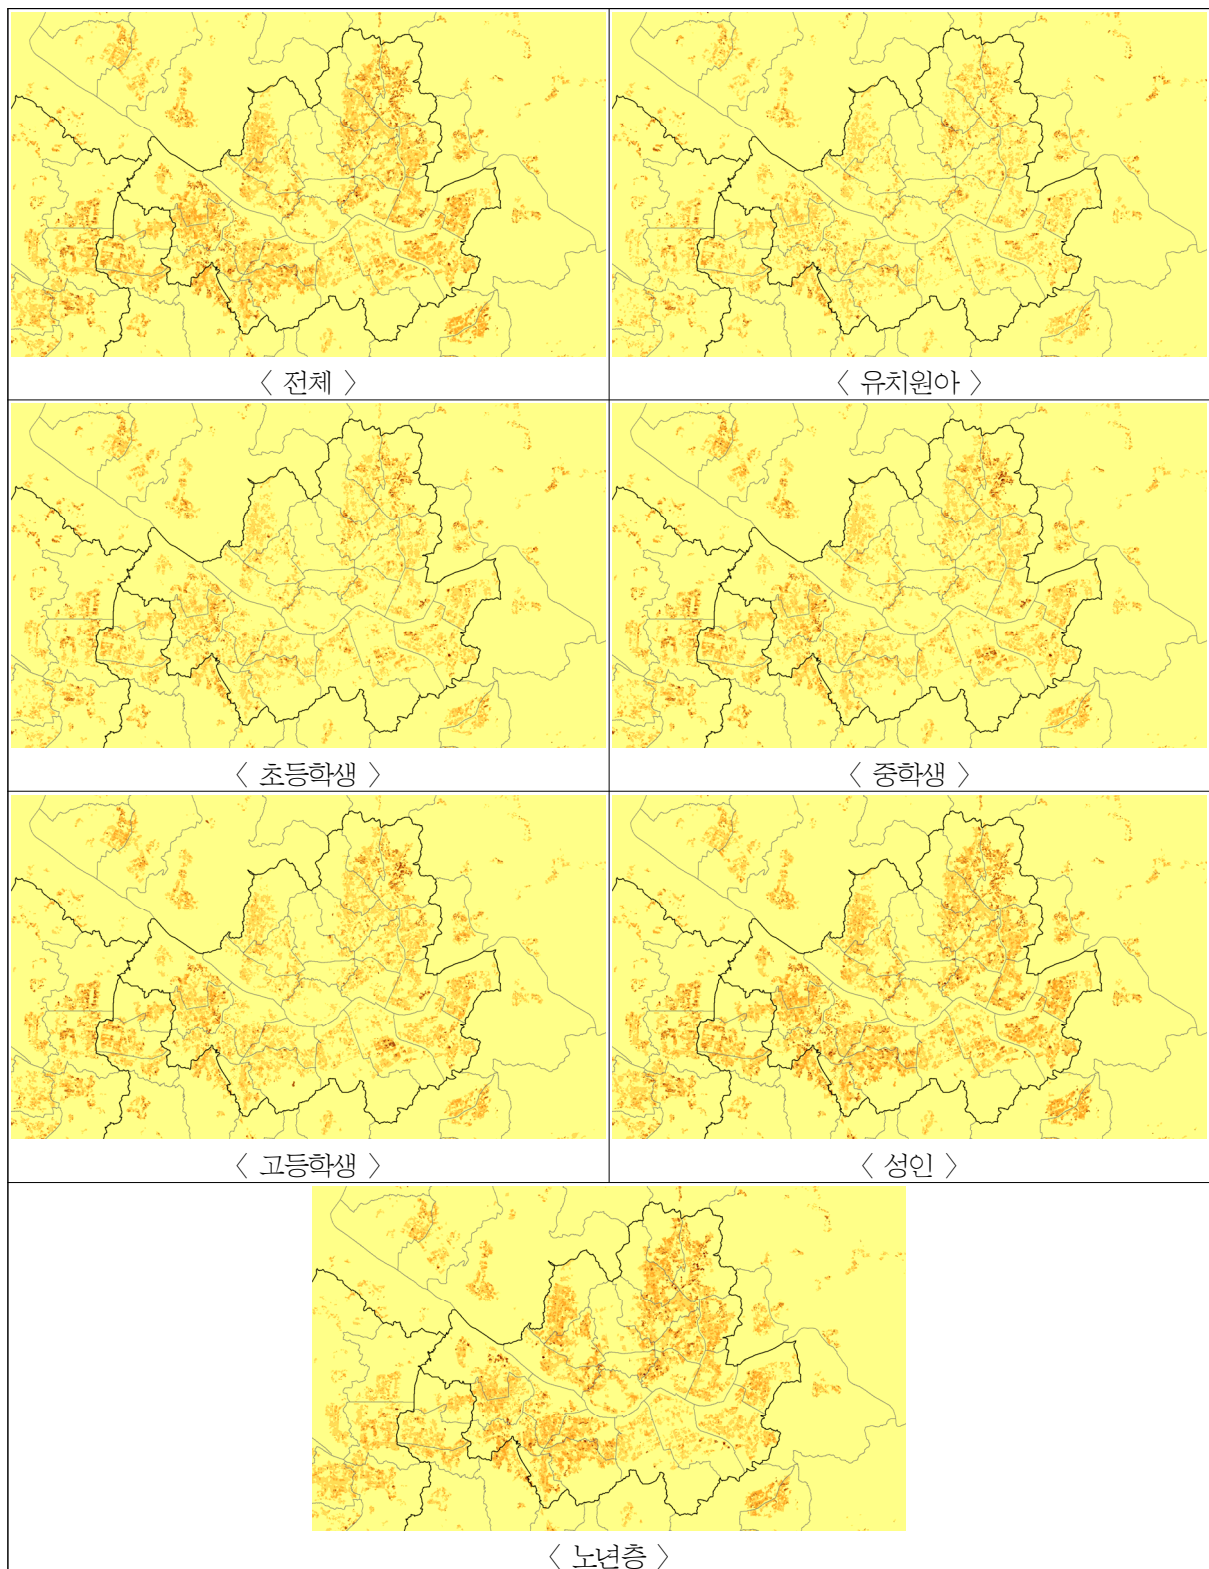 〈 전체 〉
〈 유치원아 〉
〈 초등학생 〉
〈 중학생 〉
〈 고등학생 〉
〈 성인 〉
〈 노년층 〉